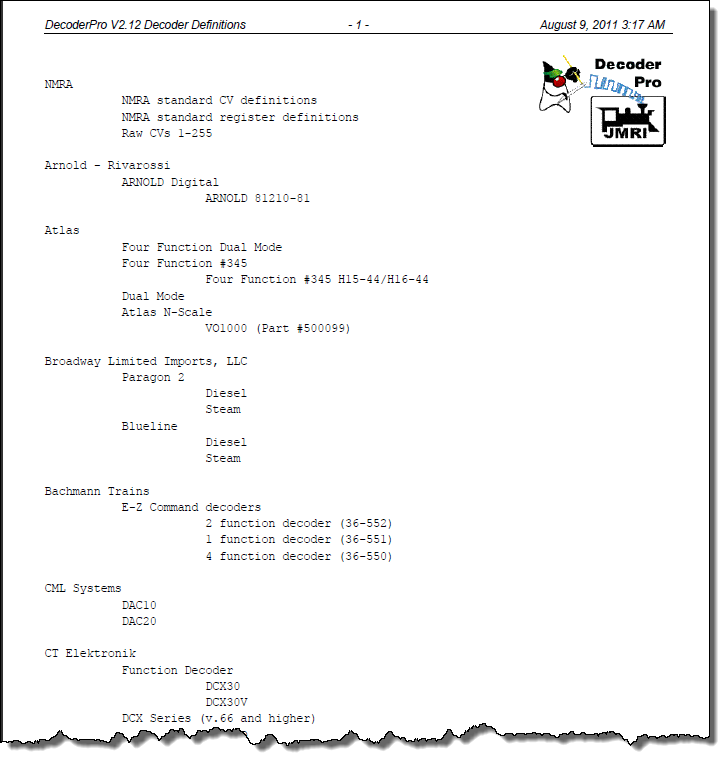 DecoderPro V2.12 Decoder Definitions - 1 - August 9, 2011 3:17 AM
Decoder
Pro
JMRI
NMRA
NMRA standard CV definitions
NMRA standard register definitions
Raw CVs 1-255
Arnold - Rivarossi
ARNOLD Digital
ARNOLD 81210-81
Atlas
Four Function Dual Mode
Four Function #345
Four Function #345 H15-44/H16-44
Dual Mode
Atlas N-Scale
VO1000 (Part #500099)
Broadway Limited Imports, LLC
Paragon 2
Diesel
Steam
Blueline
Diesel
Steam
Bachmann Trains
E-Z Command decoders
2 function decoder (36-552)
1 function decoder (36-551)
4 function decoder (36-550)
CML Systems
DAC10
DAC20
CT Elektronik
Function Decoder
DCX30
DCX30V
DCX Series (v.66 and higher)